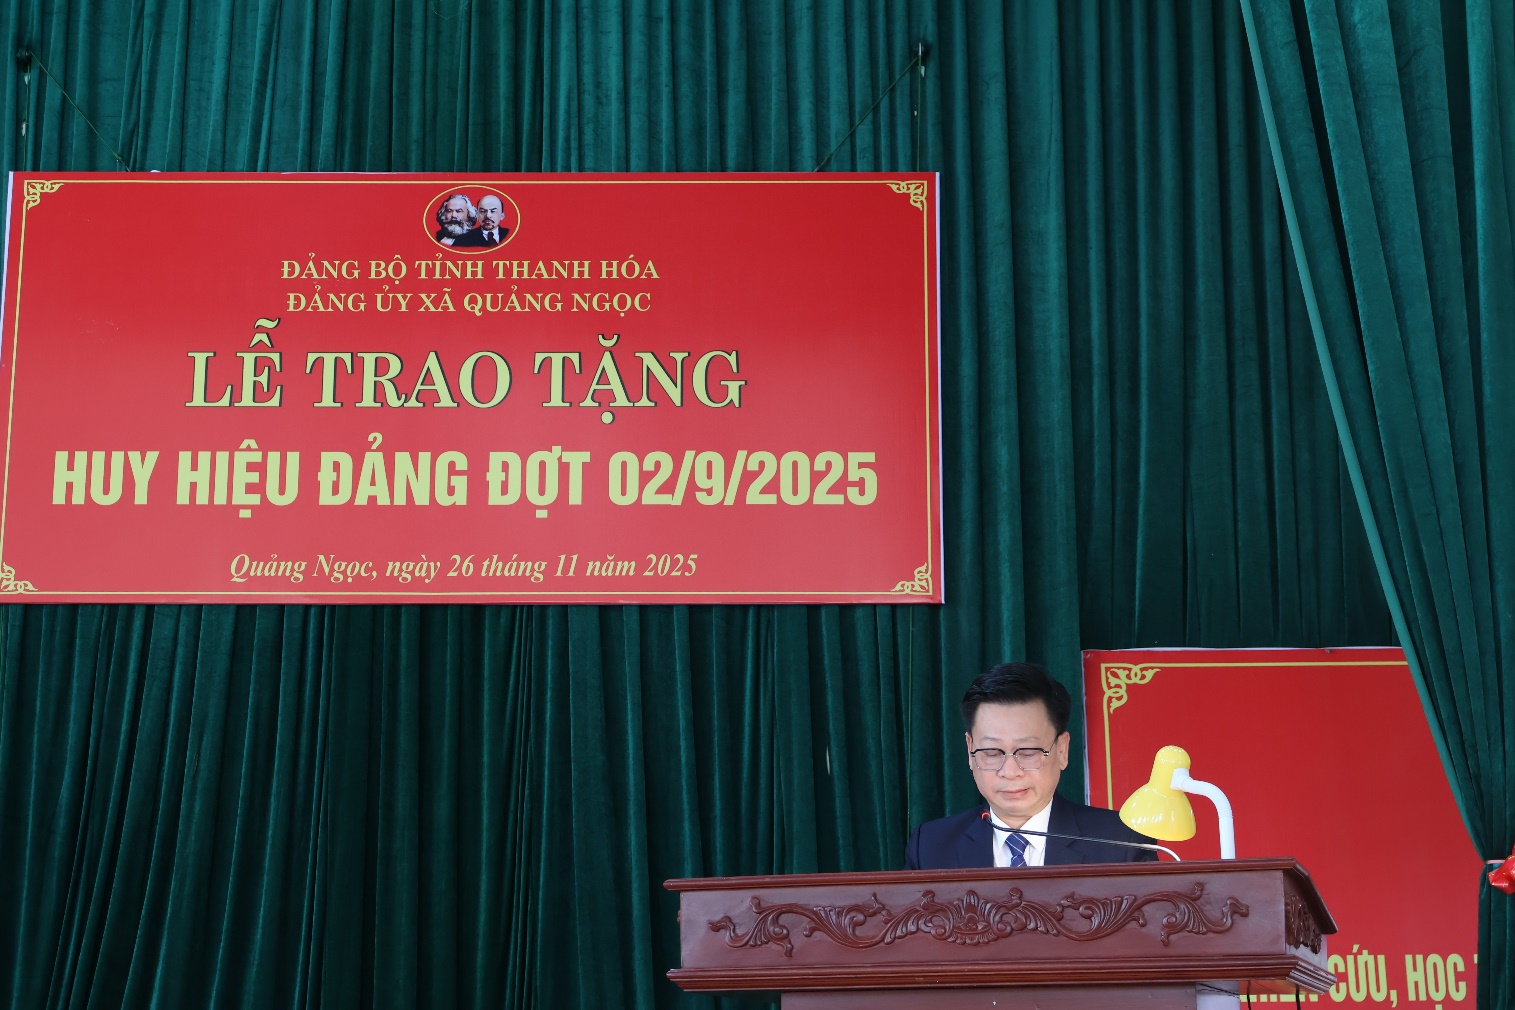 ĐẢNG BỘ TỈNH THANH HÓA
ĐẢNG ỦY XÃ QUẢNG NGỌC
LỄ TRAO TẶNG
HUY HIỆU ĐẢNG ĐỢT 02/9/2025
Quảng Ngọc, ngày 26 tháng 11 năm 2025
CỨU, HỌC